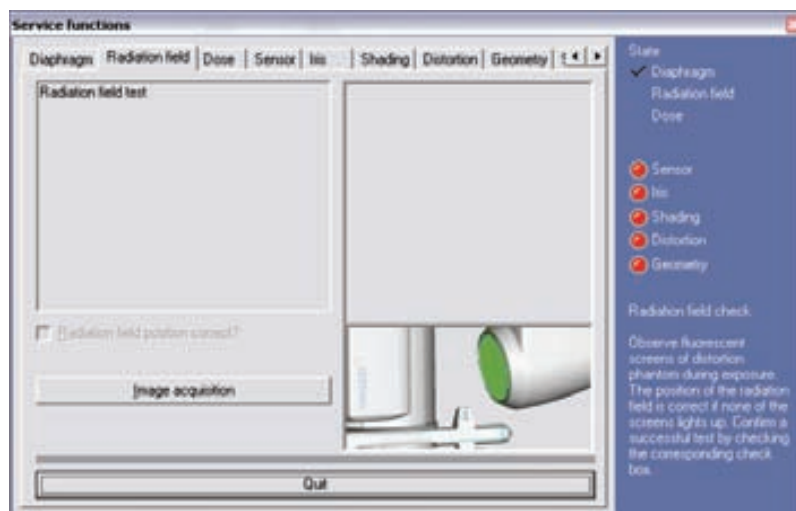 Service functions
Diaphragm Radiation field Dose Sensor Iris Shading Distortion Geometry
Radiation field test
Radiation field position correct?
Image acquisition
Quit
State
Diaphragm
Radiation field
Dose
Sensor
Iris
Shading
Distortion
Geometry
Radiation field check
Observe fluorescent
screens of distortion
phantom during exposure.
The position of the radiation
field is correct if none of the
screens lights up. Confirm a
successful test by checking
the corresponding check
box.